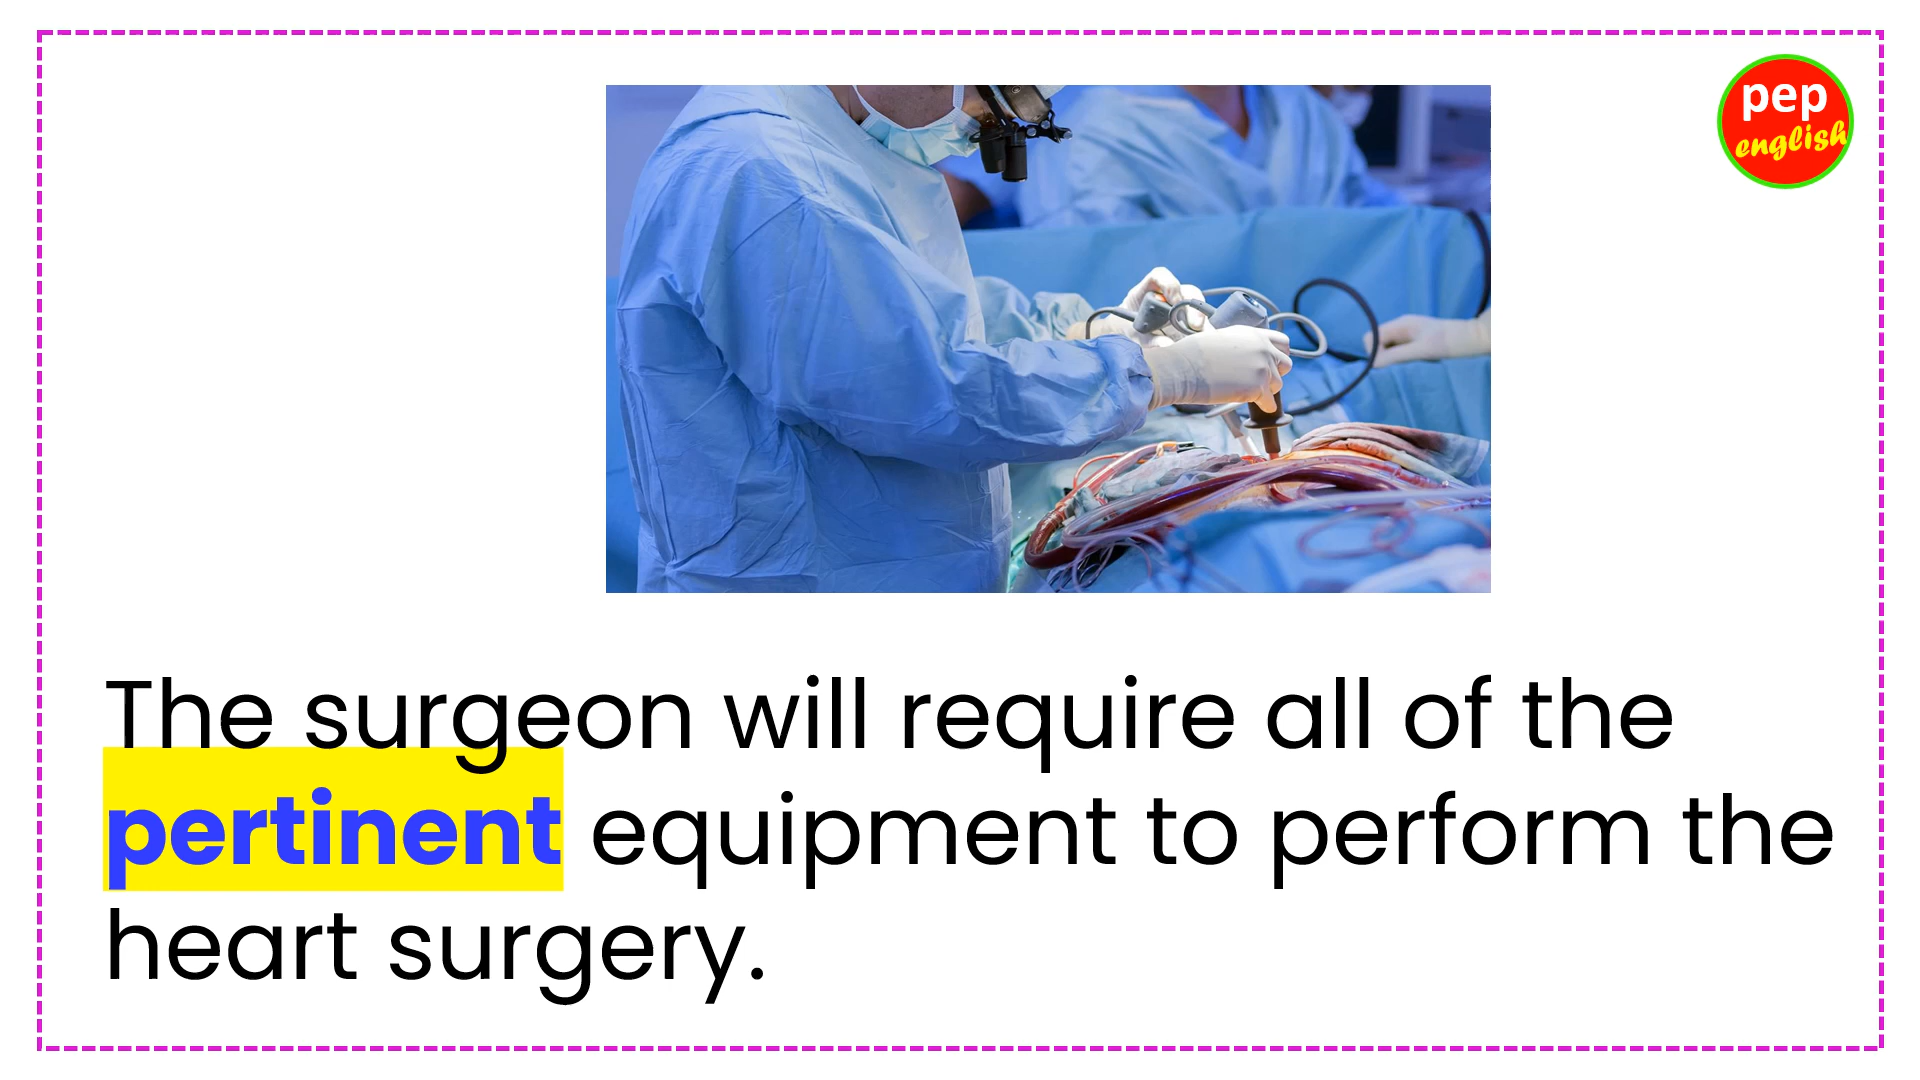 pep
english
The surgeon will require all of the
pertinent equipment to perform the
heart surgery.